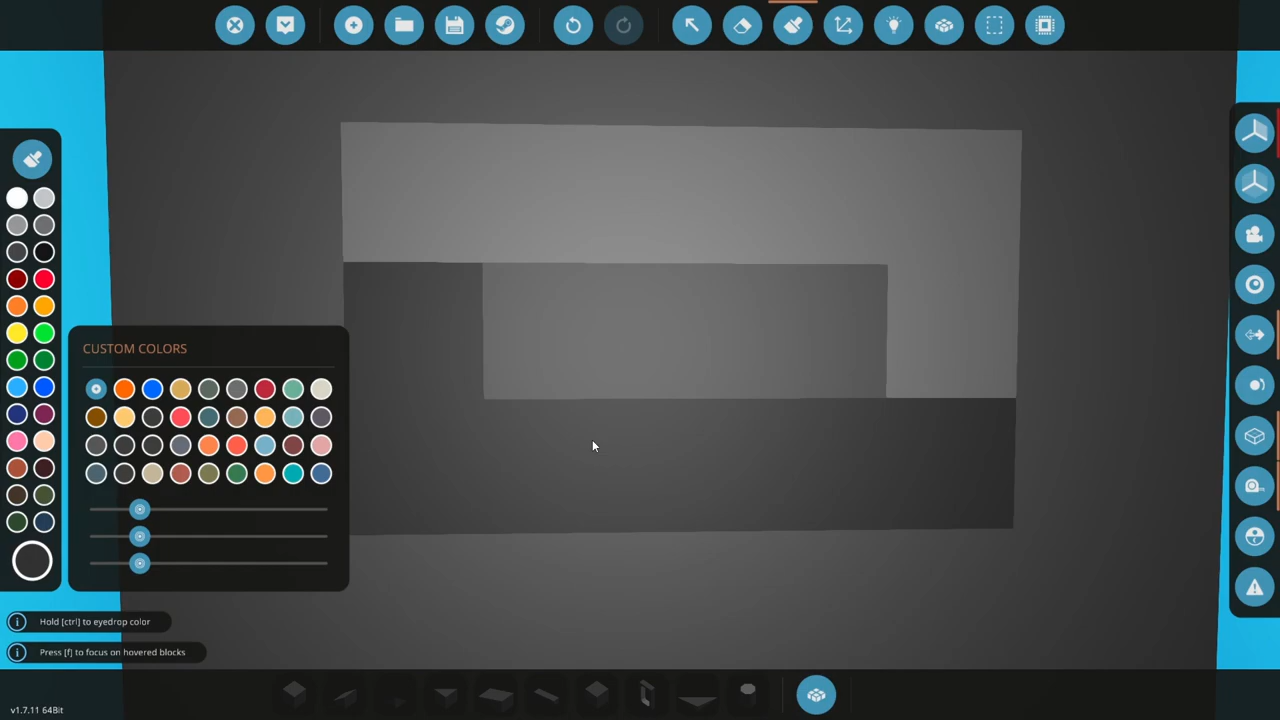 CUSTOM COLORS
Hold [ctrl] to eyedrop color
Press [f] to focus on hovered blocks
v1.7.11 64Bit